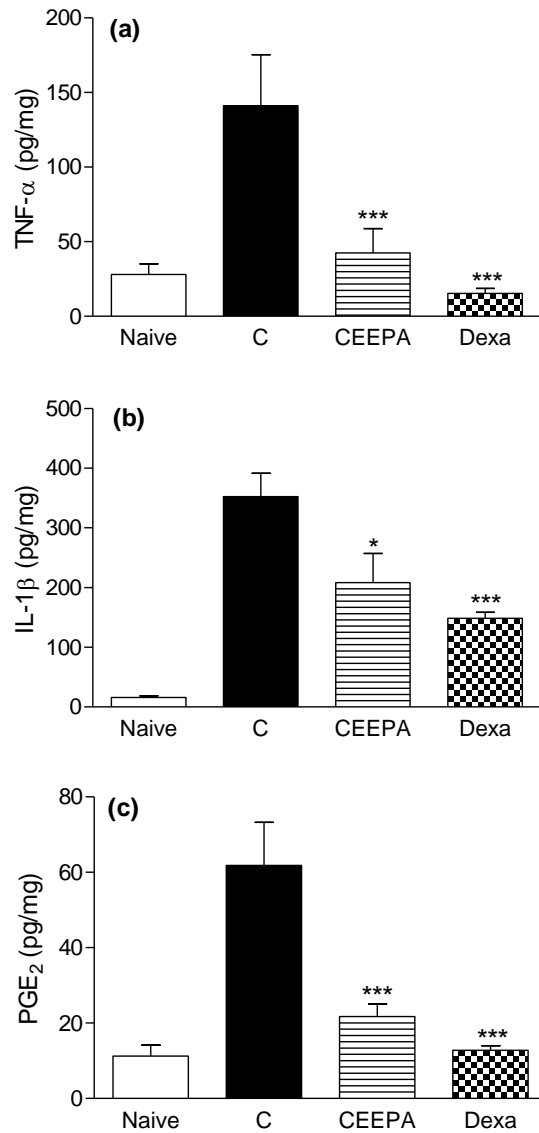 (a)
TNF-α (pg/mg)
200
150
100
50
0
***
***
Naive C CEEPA Dexa
(b)
IL-1β (pg/mg)
500
400
300
200
100
0
*
***
Naive C CEEPA Dexa
(c)
PGE₂ (pg/mg)
80
60
40
20
0
***
***
Naive C CEEPA Dexa